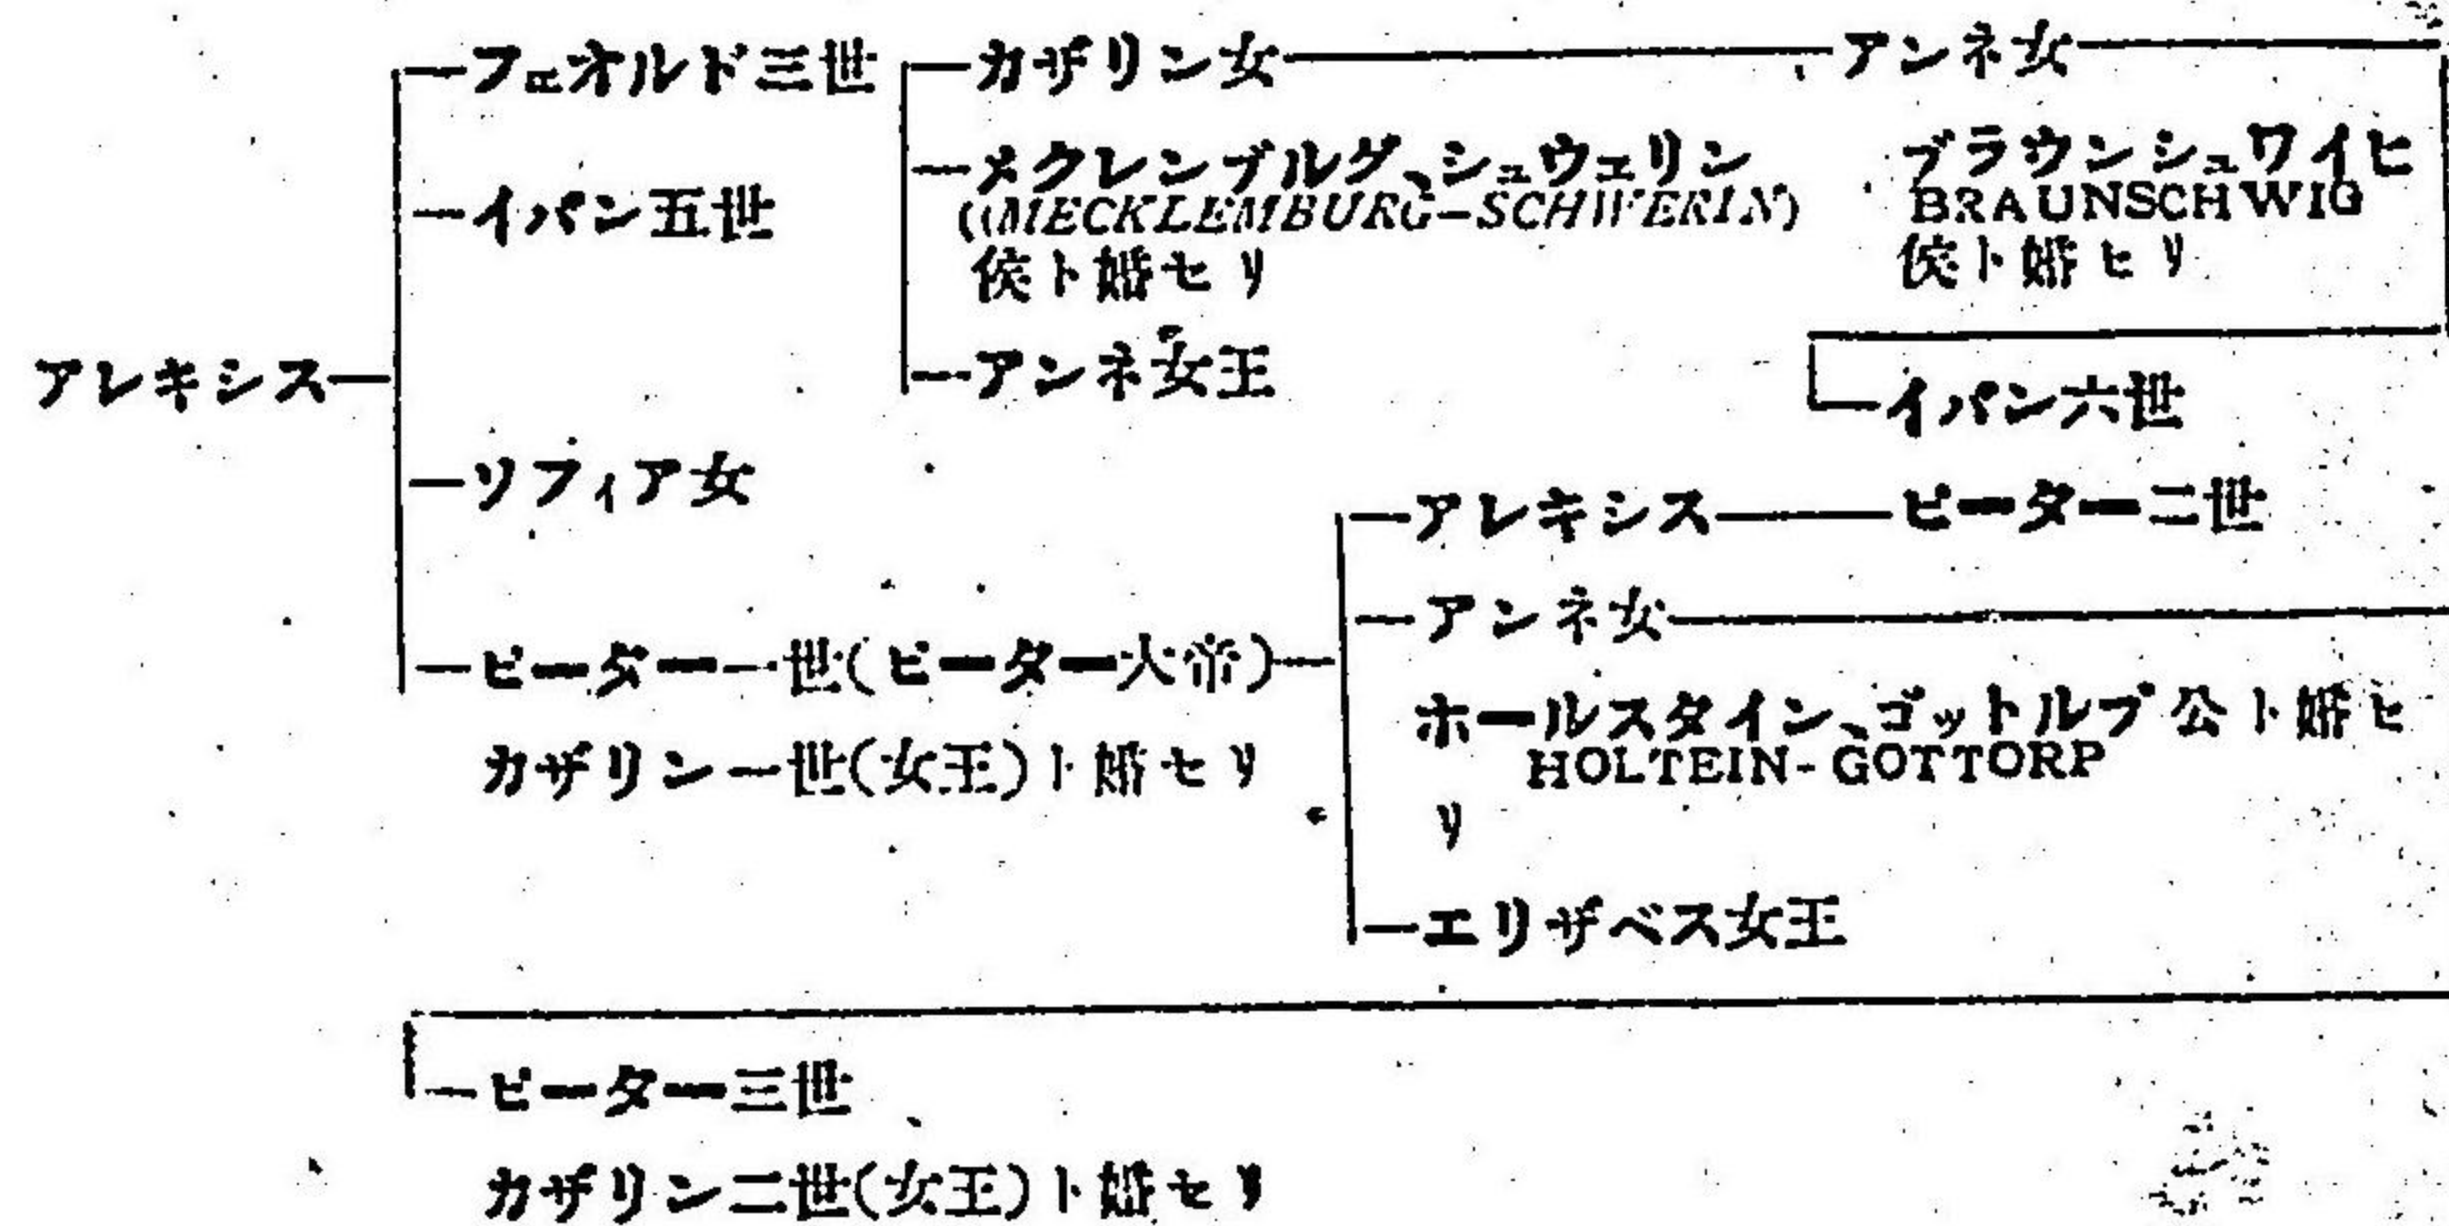 フェオルド三世
カザリン女
アンネ女
メクレンブルグ、シュウェリン
((MECKLEMBURG-SCHWERIN)
侯ト婚セリ
ブラウンシュワイヒ
BRAUNSCHWIG
侯ト婚セリ
イバン五世
アンネ女王
アレキシス
イバン六世
ソフィア女
アレキシス
ピーター二世
アンネ女
ピーター一世(ピーター大帝)
ホールスタイン、ゴットルプ公ト婚セ
HOLTEIN-GOTTORP
リ
カザリン一世(女王)ト婚セリ
エリザベス女王
ピーター三世
カザリン二世(女王)ト婚セリ